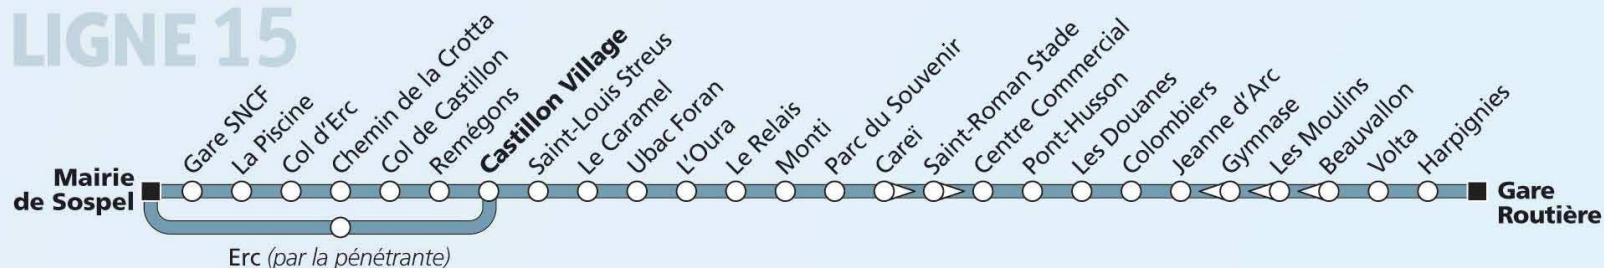 LIGNE 15
Mairie
de Sospel
Gare SNCF
La Piscine
Col d'Erc
Chemin de la Crotta
Col de Castillon
Remégons
Castillon Village
Saint-Louis Streus
Le Caramel
Ubac Foran
L'Oura
Le Relais
Monti
Parc du Souvenir
Careï
Saint-Roman Stade
Centre Commercial
Pont-Husson
Les Douanes
Colombiers
Jeanne d'Arc
Gymnase
Les Moulins
Beauvallon
Volta
Harpignies
Gare
Routière
Erc (par la pénétrante)